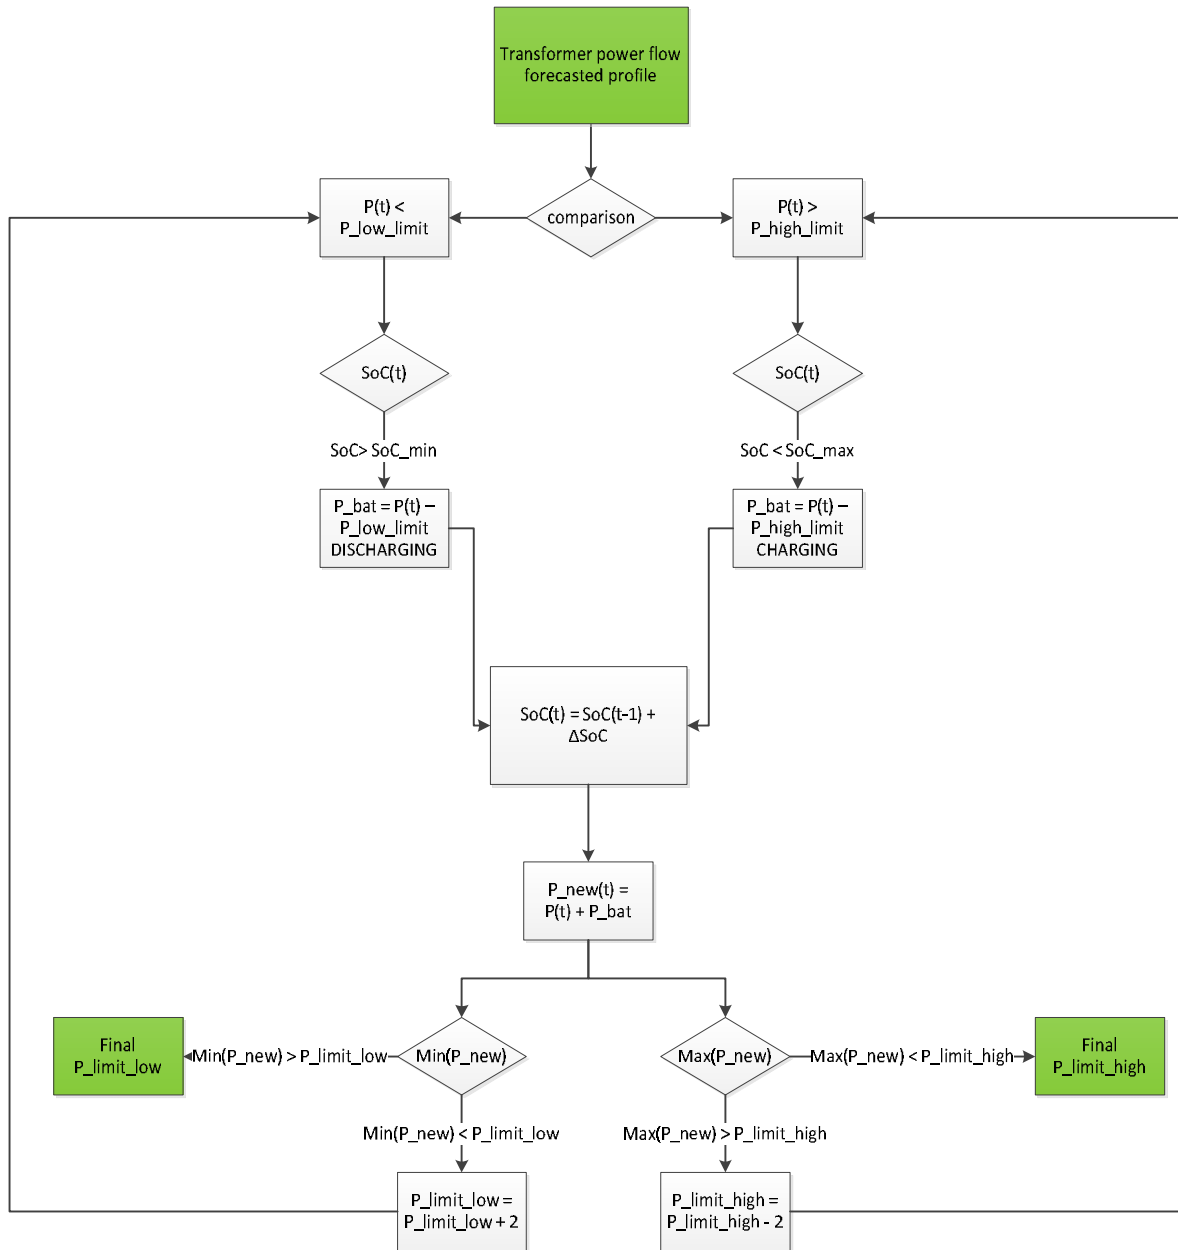 Transformer power flow
forecasted profile
P(t) <
P_low_limit
comparison
P(t) >
P_high_limit
SoC(t)
SoC(t)
SoC> SoC_min
SoC < SoC_max
P_bat = P(t) –
P_low_limit
DISCHARGING
P_bat = P(t) –
P_high_limit
CHARGING
SoC(t) = SoC(t-1) +
ΔSoC
P_new(t) =
P(t) + P_bat
Final
P_limit_low
Min(P_new) > P_limit_low
Min(P_new)
Max(P_new)
Max(P_new) < P_limit_high
Final
P_limit_high
Min(P_new) < P_limit_low
Max(P_new) > P_limit_high
P_limit_low =
P_limit_low + 2
P_limit_high =
P_limit_high - 2